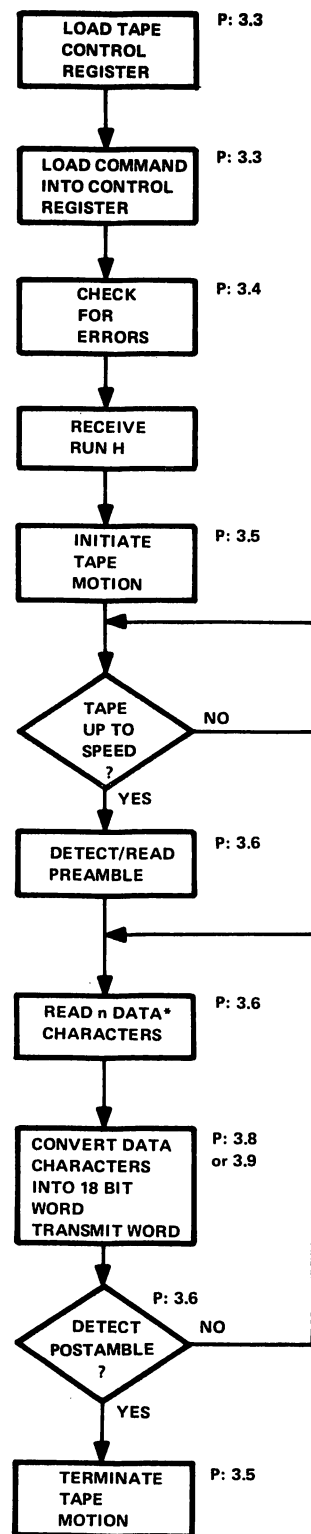 LOAD TAPE
CONTROL
REGISTER
P: 3.3
LOAD COMMAND
INTO CONTROL
REGISTER
P: 3.3
CHECK
FOR
ERRORS
P: 3.4
RECEIVE
RUN H
INITIATE
TAPE
MOTION
P: 3.5
TAPE
UP TO
SPEED
?
NO
YES
DETECT/READ
PREAMBLE
P: 3.6
READ n DATA*
CHARACTERS
P: 3.6
CONVERT DATA
CHARACTERS
INTO 18 BIT
WORD
TRANSMIT WORD
P: 3.8
or 3.9
P: 3.6
DETECT
POSTAMBLE
?
NO
YES
TERMINATE
TAPE
MOTION
P: 3.5